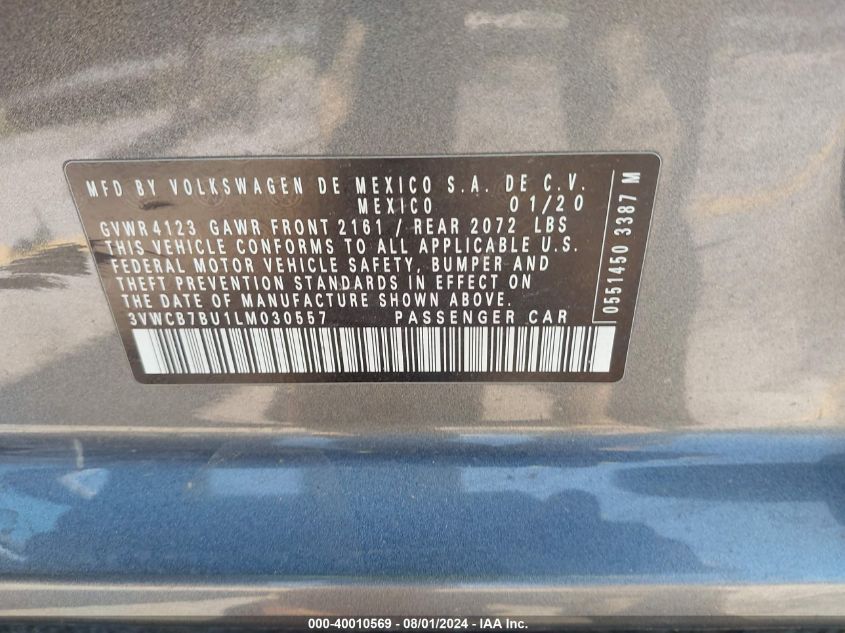 MFD BY VOLKSWAGEN DE MEXICO S.A. DE C.V.
MEXICO 01/20
GVWR 4123 GAWR FRONT 2161 / REAR 2072 LBS
THIS VEHICLE CONFORMS TO ALL APPLICABLE U.S.
FEDERAL MOTOR VEHICLE SAFETY, BUMPER AND
THEFT PREVENTION STANDARDS IN EFFECT ON
THE DATE OF MANUFACTURE SHOWN ABOVE.
3VWCB7BU1LM030557 PASSENGER CAR
0551450 3387 M
000-40010569 - 08/01/2024 - IAA Inc.